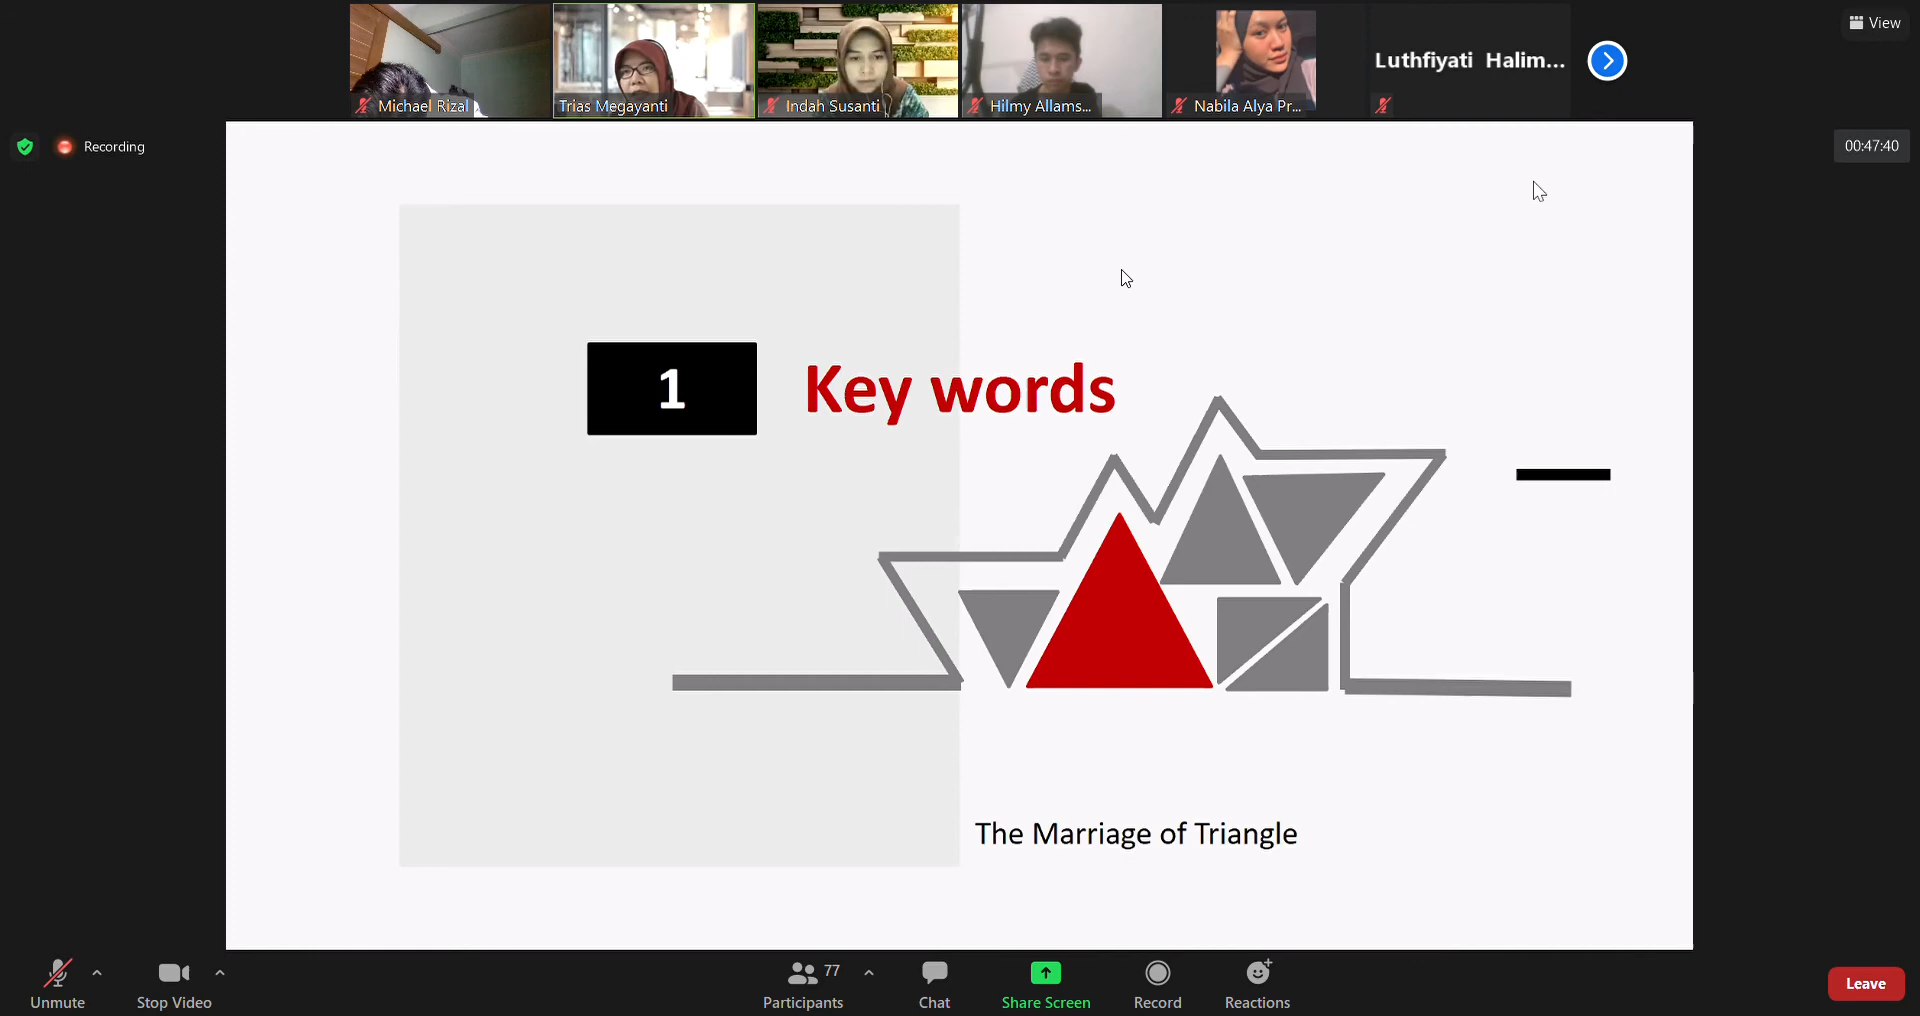 Michael Rizal
Trias Megayanti
Indah Susanti
Hilmy Allams...
Nabila Alya Pr...
Luthfiyati Halim...
View
Recording
00:47:40
1
Key words
The Marriage of Triangle
Unmute
Stop Video
77
Participants
Chat
Share Screen
Record
Reactions
Leave